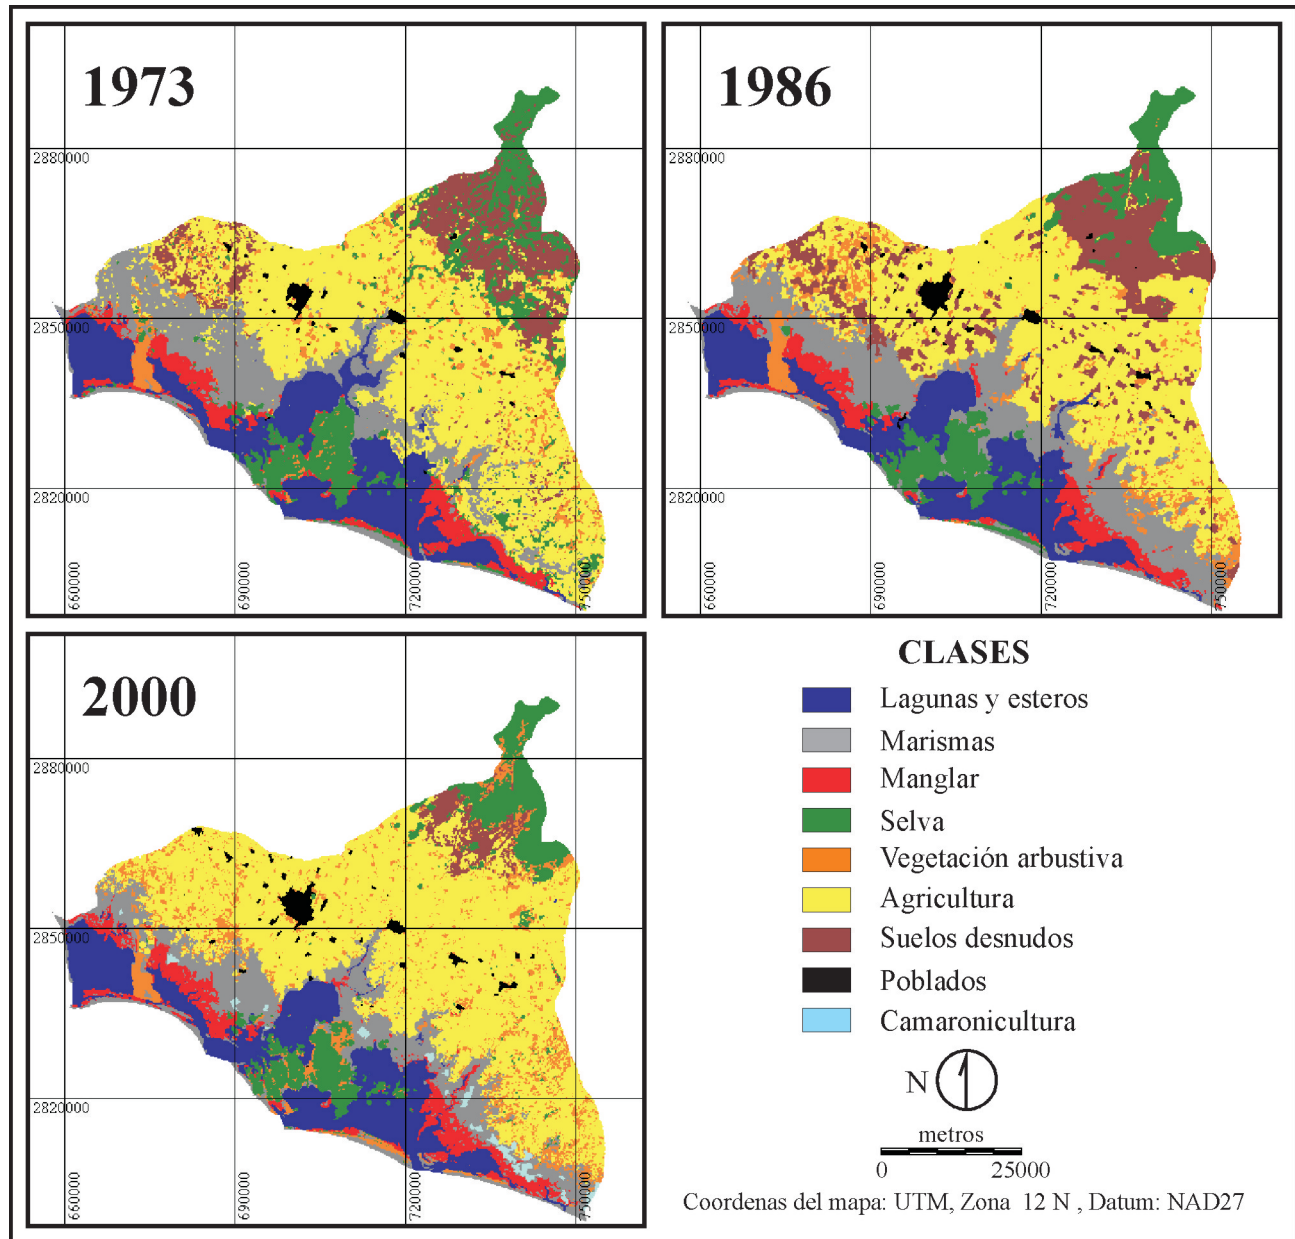 1973
2880000
2850000
2820000
660000
690000
720000
750000
1986
2880000
2850000
2820000
660000
690000
720000
750000
2000
2880000
2850000
2820000
660000
690000
720000
750000
CLASES
Lagunas y esteros
Marismas
Manglar
Selva
Vegetación arbustiva
Agricultura
Suelos desnudos
Poblados
Camaronicultura
N
metros
0 25000
Coordenas del mapa: UTM, Zona 12 N , Datum: NAD27